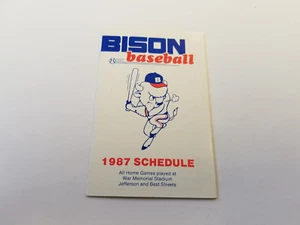 BISON
baseball
B
1987 SCHEDULE
All Home Games played at
War Memorial Stadium
Jefferson and Best Streets